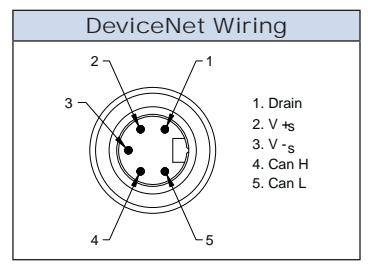 DeviceNet Wiring
2
1
3
4
5
1. Drain
2. V +s
3. V -s
4. Can H
5. Can L